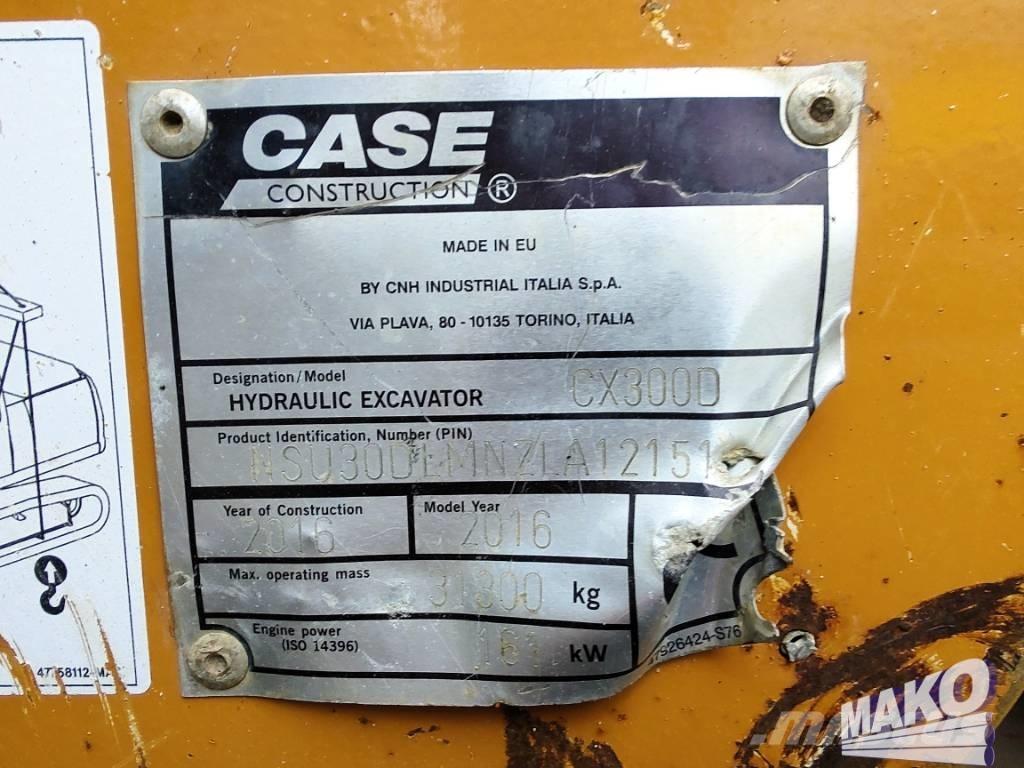 CASE
CONSTRUCTION ®
MADE IN EU
BY CNH INDUSTRIAL ITALIA S.p.A.
VIA PLAVA, 80 - 10135 TORINO, ITALIA
Designation/Model
HYDRAULIC EXCAVATOR CX300D
Product Identification, Number (PIN)
Year of Construction Model Year
2016 2016
Max. operating mass 31300 kg
Engine power
(ISO 14396) kW
MAKO